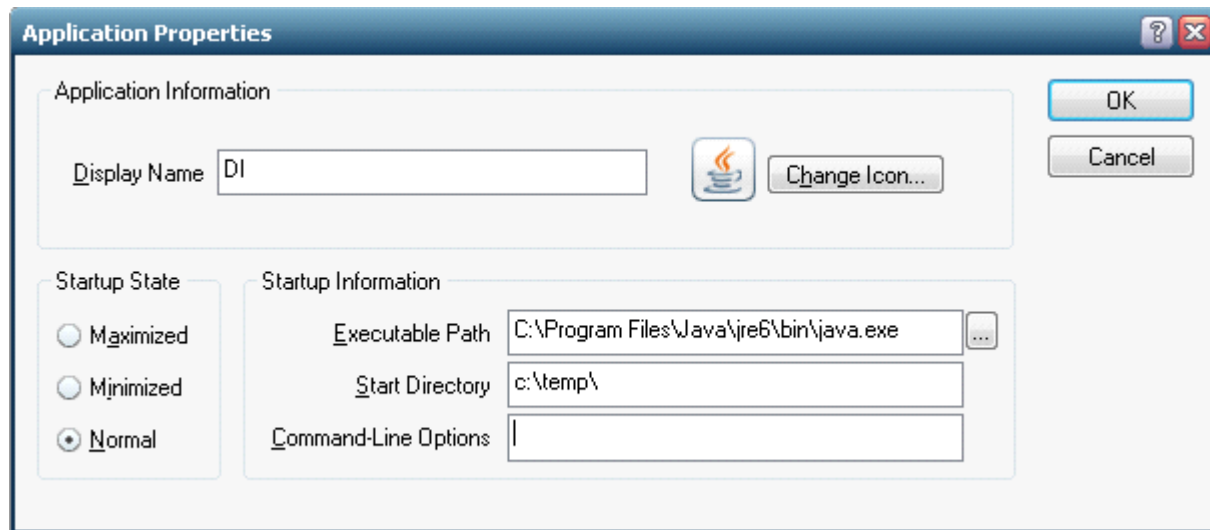 Application Properties
Application Information
Display Name DI Change Icon...
OK
Cancel
Startup State
Maximized
Minimized
Normal
Startup Information
Executable Path C:\Program Files\Java\jre6\bin\java.exe ...
Start Directory c:\temp\
Command-Line Options